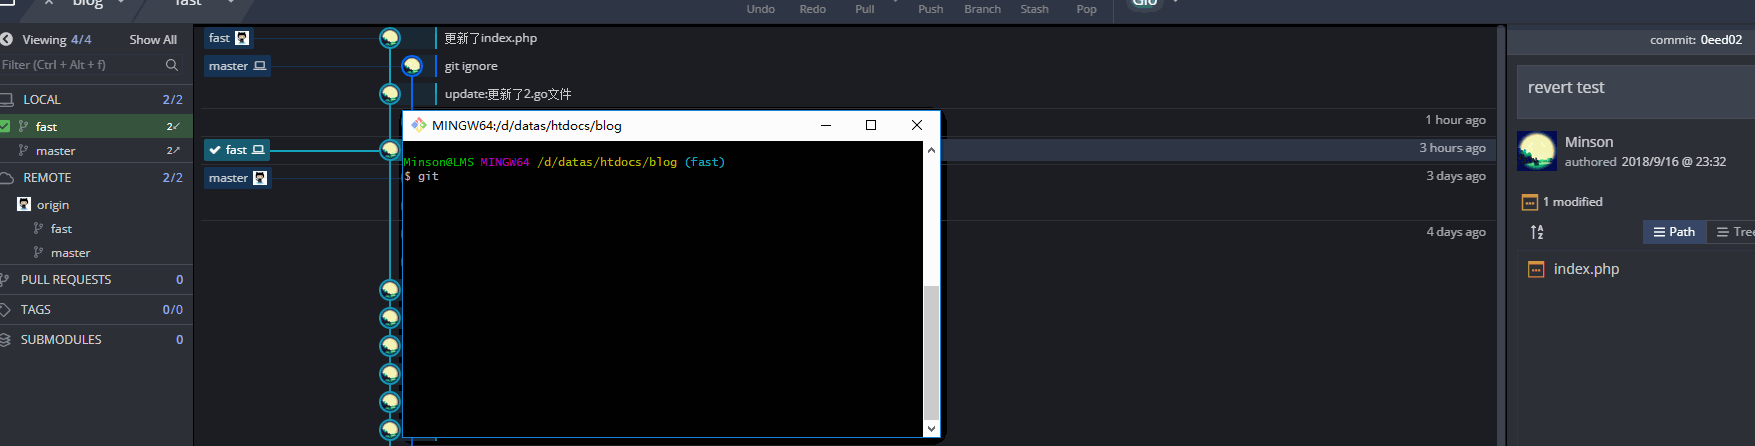 blog
fast
Undo Redo Pull Push Branch Stash Pop
Glo
Viewing 4/4 Show All
Filter (Ctrl + Alt + f)
LOCAL 2/2
fast 2↙
master 2↗
REMOTE 2/2
origin
fast
master
PULL REQUESTS 0
TAGS 0/0
SUBMODULES 0
fast 更新了index.php
master git ignore
update:更新了2.go文件
1 hour ago
fast 3 hours ago
master 3 days ago
4 days ago
MINGW64:/d/datas/htdocs/blog
Minson@LMS MINGW64 /d/datas/htdocs/blog (fast)
$ git
commit: 0eed02
revert test
Minson
authored 2018/9/16 @ 23:32
1 modified
A
Z
Path Tree
index.php